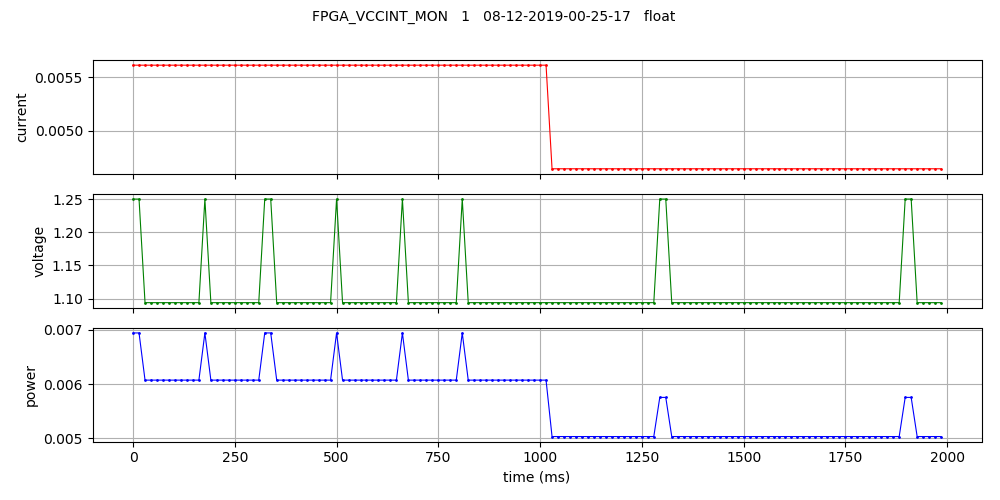 FPGA_VCCINT_MON 1 08-12-2019-00-25-17 float
0.0055
0.0050
current
1.25
1.20
1.15
1.10
voltage
0.007
0.006
0.005
power
0 250 500 750 1000 1250 1500 1750 2000
time (ms)